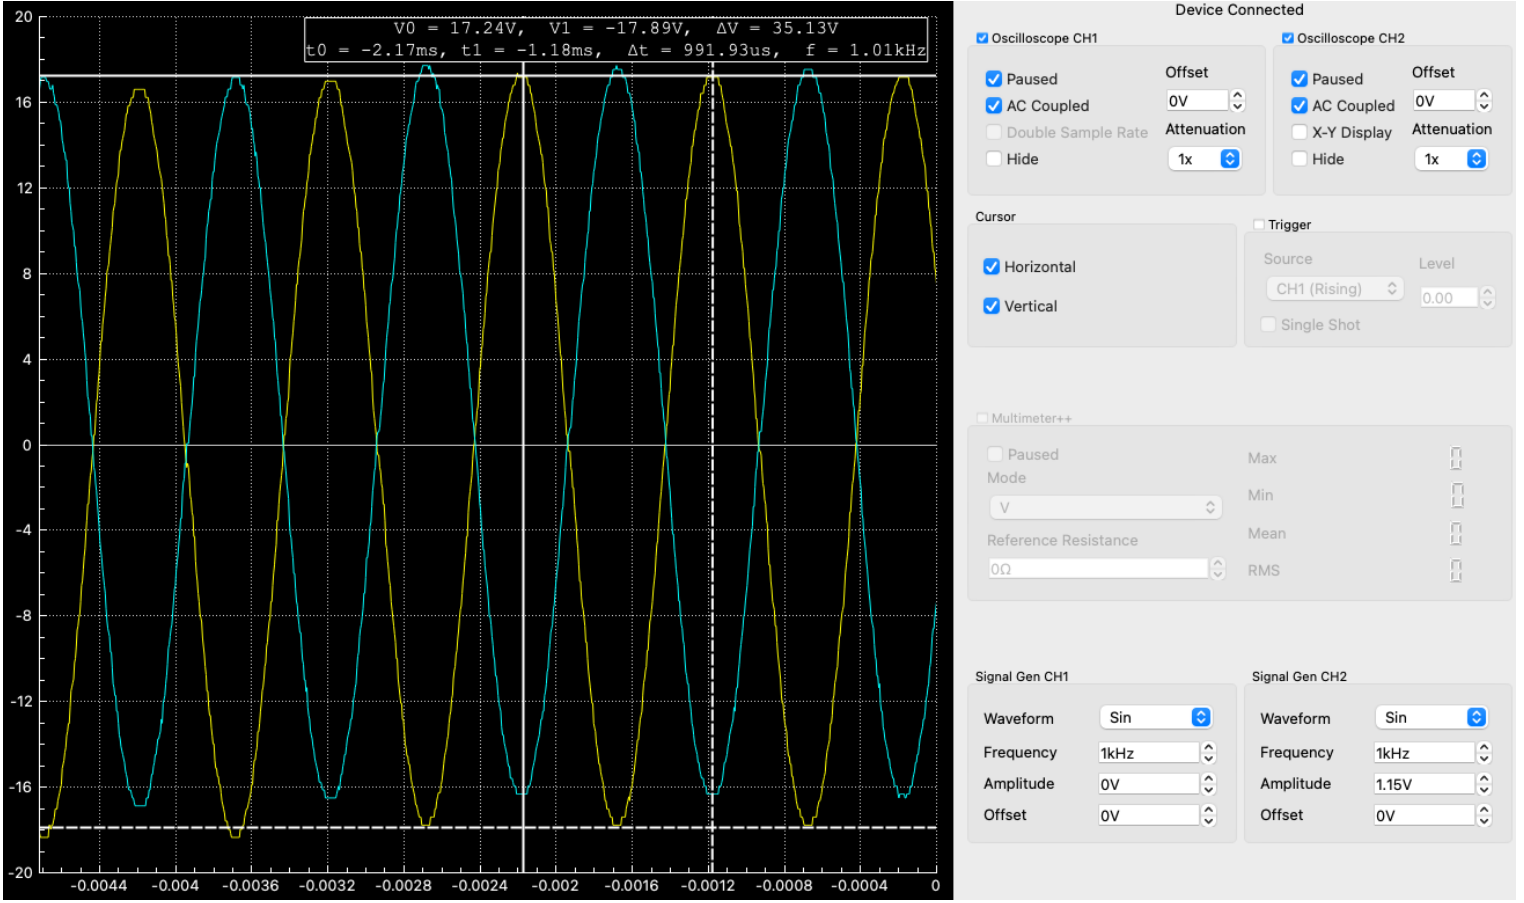 20
16
12
8
4
0
-4
-8
-12
-16
-20
V0 = 17.24V, V1 = -17.89V, ΔV = 35.13V
t0 = -2.17ms, t1 = -1.18ms, Δt = 991.93us, f = 1.01kHz
-0.0044 -0.004 -0.0036 -0.0032 -0.0028 -0.0024 -0.002 -0.0016 -0.0012 -0.0008 -0.0004 0
Device Connected
Oscilloscope CH1
Paused
AC Coupled
Double Sample Rate
Hide
Offset
0V
Attenuation
1x
Oscilloscope CH2
Paused
AC Coupled
X-Y Display
Hide
Offset
0V
Attenuation
1x
Cursor
Horizontal
Vertical
Trigger
Source
CH1 (Rising)
Single Shot
Level
0.00
Multimeter++
Paused
Mode
V
Reference Resistance
0Ω
Max 0
Min 0
Mean 0
RMS 0
Signal Gen CH1
Waveform Sin
Frequency 1kHz
Amplitude 0V
Offset 0V
Signal Gen CH2
Waveform Sin
Frequency 1kHz
Amplitude 1.15V
Offset 0V